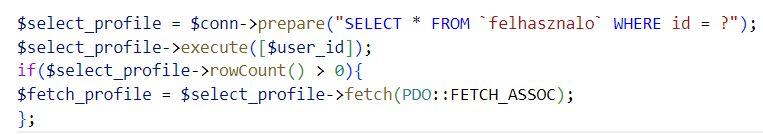 $select_profile = $conn->prepare("SELECT * FROM `felhasznalo` WHERE id = ?");
$select_profile->execute([$user_id]);
if($select_profile->rowCount() > 0){
$fetch_profile = $select_profile->fetch(PDO::FETCH_ASSOC);
};